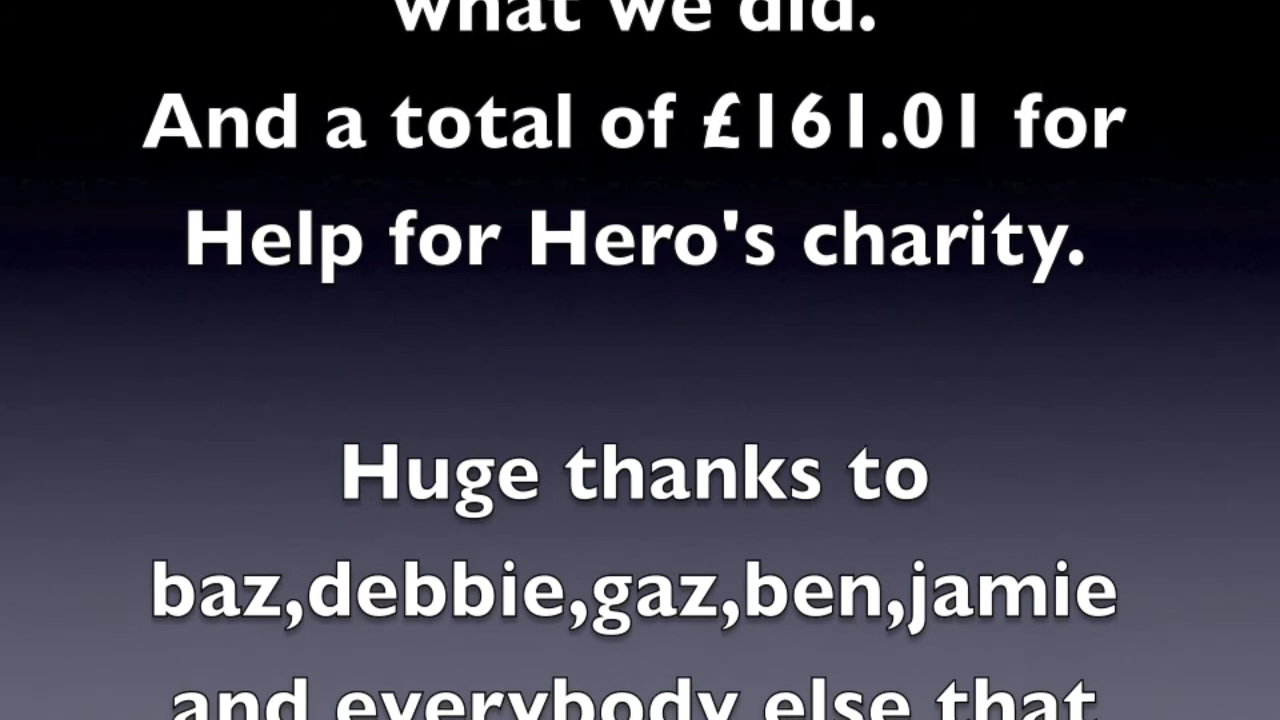 what we did.
And a total of £161.01 for
Help for Hero's charity.
Huge thanks to
baz,debbie,gaz,ben,jamie
and everybody else that